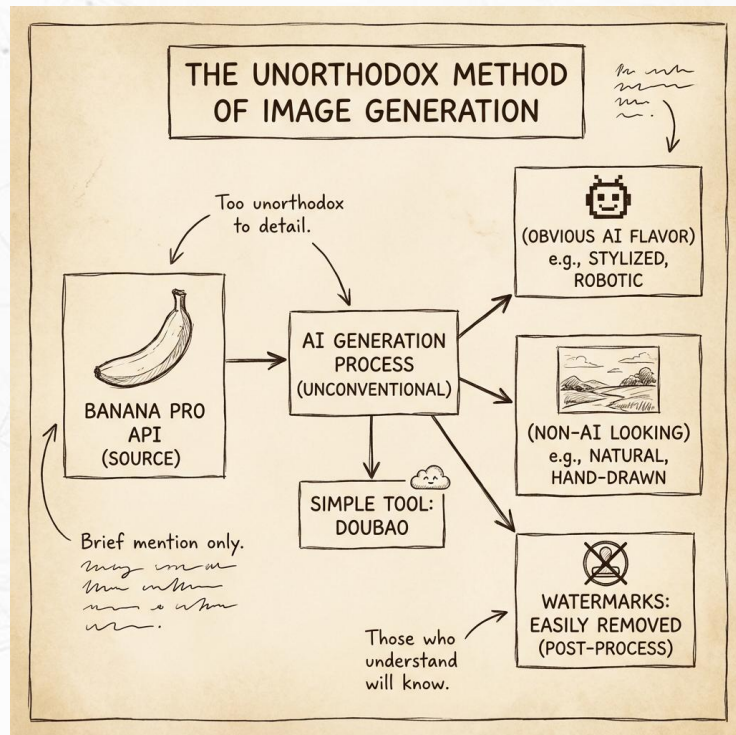 THE UNORTHODOX METHOD
OF IMAGE GENERATION
Too unorthodox
to detail.
BANANA PRO
API
(SOURCE)
Brief mention only.
AI GENERATION
PROCESS
(UNCONVENTIONAL)
SIMPLE TOOL:
DOUBAO
(OBVIOUS AI FLAVOR)
e.g., STYLIZED,
ROBOTIC
(NON-AI LOOKING)
e.g., NATURAL,
HAND-DRAWN
WATERMARKS:
EASILY REMOVED
(POST-PROCESS)
Those who
understand
will know.